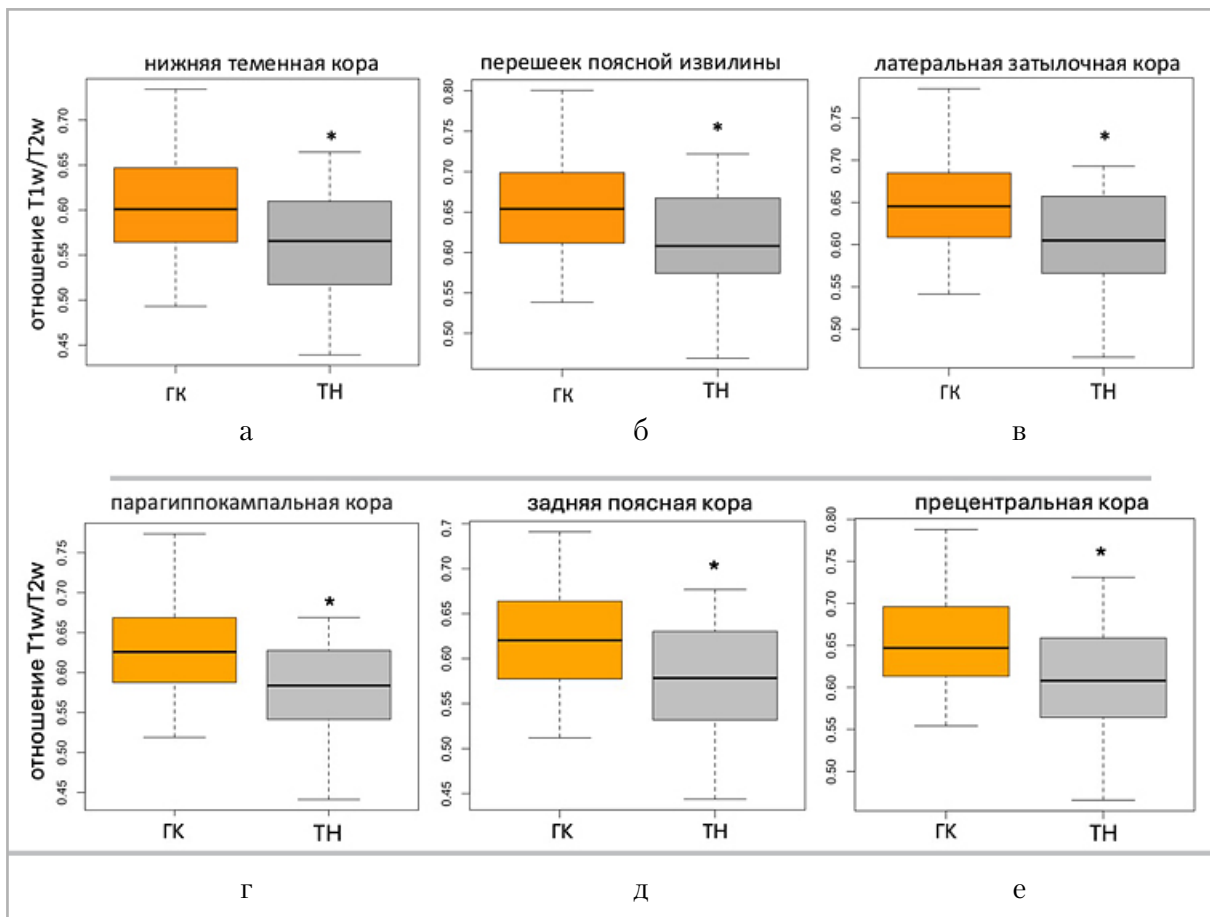 нижняя теменная кора
перешеек поясной извилины
латеральная затылочная кора
отношение T1w/T2w
0.70
0.65
0.60
0.55
0.50
0.45
*
ГК
ТН
0.80
0.75
0.70
0.65
0.60
0.55
0.50
*
ГК
ТН
0.75
0.70
0.65
0.60
0.55
0.50
*
ГК
ТН
а
б
в
парагиппокампальная кора
задняя поясная кора
прецентральная кора
отношение T1w/T2w
0.75
0.70
0.65
0.60
0.55
0.50
0.45
*
ГК
ТН
0.7
0.70
0.65
0.60
0.55
0.50
0.45
*
ГК
ТН
0.80
0.75
0.70
0.65
0.60
0.55
0.50
*
ГК
ТН
г
д
е